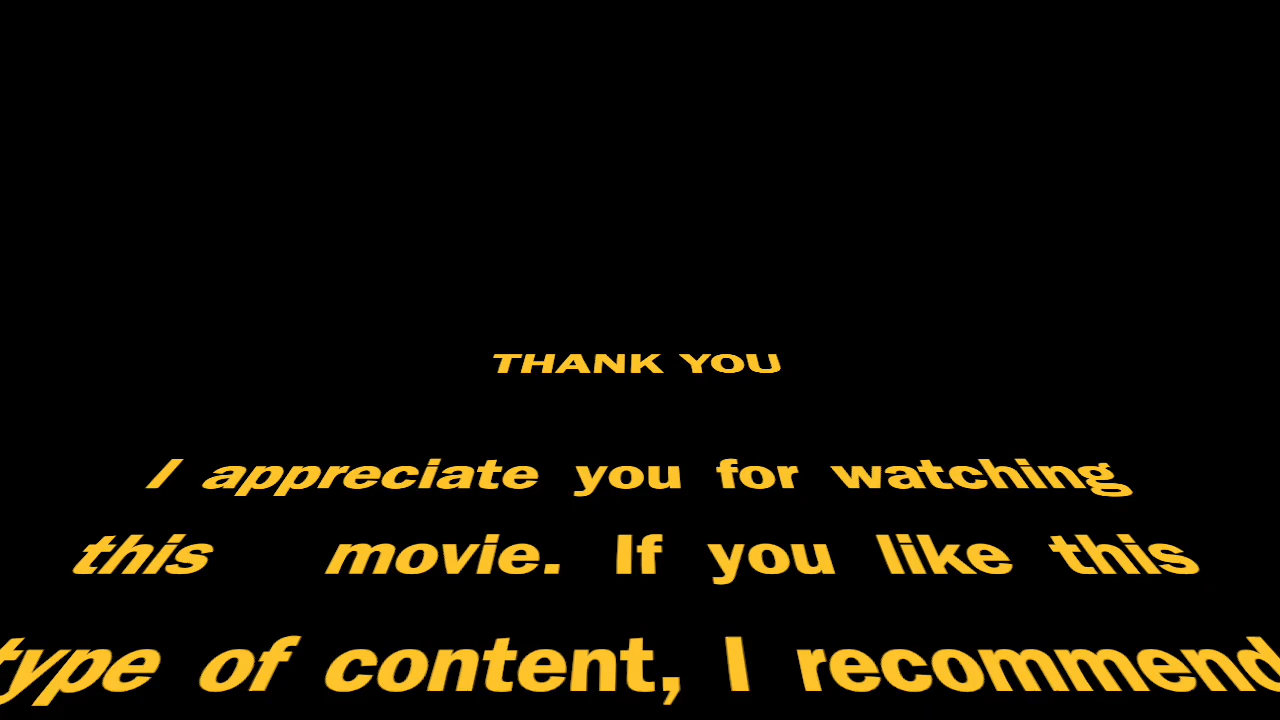 THANK YOU
I appreciate you for watching
this movie. If you like this
type of content, I recommend